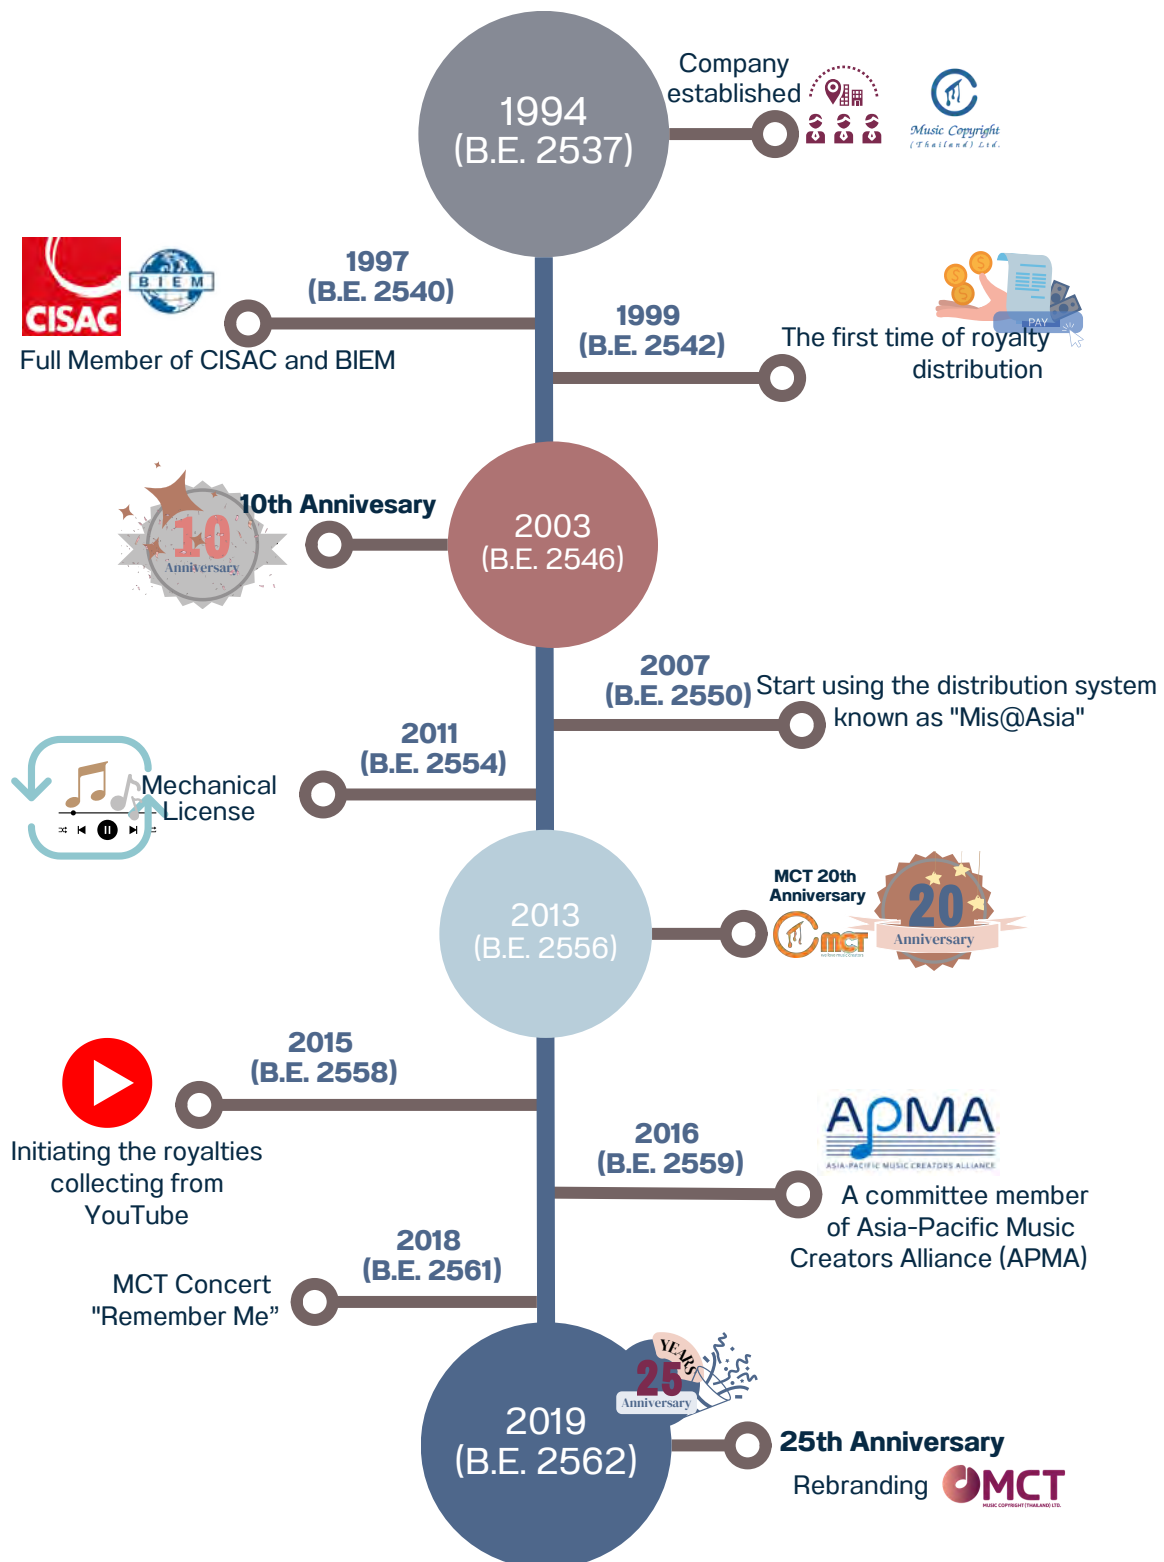 1994
(B.E. 2537)
Company
established
Music Copyright
(Thailand) Ltd.
CISAC
BIEM
1997
(B.E. 2540)
Full Member of CISAC and BIEM
1999
(B.E. 2542)
PAY
The first time of royalty
distribution
10
Anniversary
10th Annivesary
2003
(B.E. 2546)
2007
(B.E. 2550)
Start using the distribution system
known as "Mis@Asia"
2011
(B.E. 2554)
Mechanical
License
2013
(B.E. 2556)
MCT 20th
Anniversary
MCT
20
Anniversary
2015
(B.E. 2558)
Initiating the royalties
collecting from
YouTube
2016
(B.E. 2559)
APMA
ASIA-PACIFIC MUSIC CREATORS ALLIANCE
A committee member
of Asia-Pacific Music
Creators Alliance (APMA)
2018
(B.E. 2561)
MCT Concert
"Remember Me”
YEARS
25
Anniversary
2019
(B.E. 2562)
25th Anniversary
Rebranding
MCT
MUSIC COPYRIGHT (THAILAND) LTD.